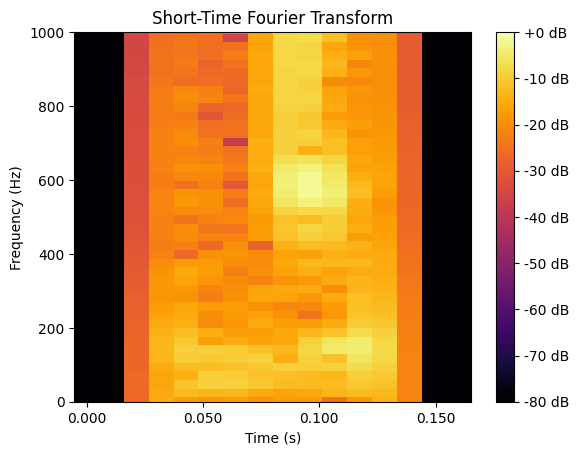 Short-Time Fourier Transform
1000
800
600
400
200
0
Frequency (Hz)
0.000
0.050
0.100
0.150
Time (s)
+0 dB
-10 dB
-20 dB
-30 dB
-40 dB
-50 dB
-60 dB
-70 dB
-80 dB